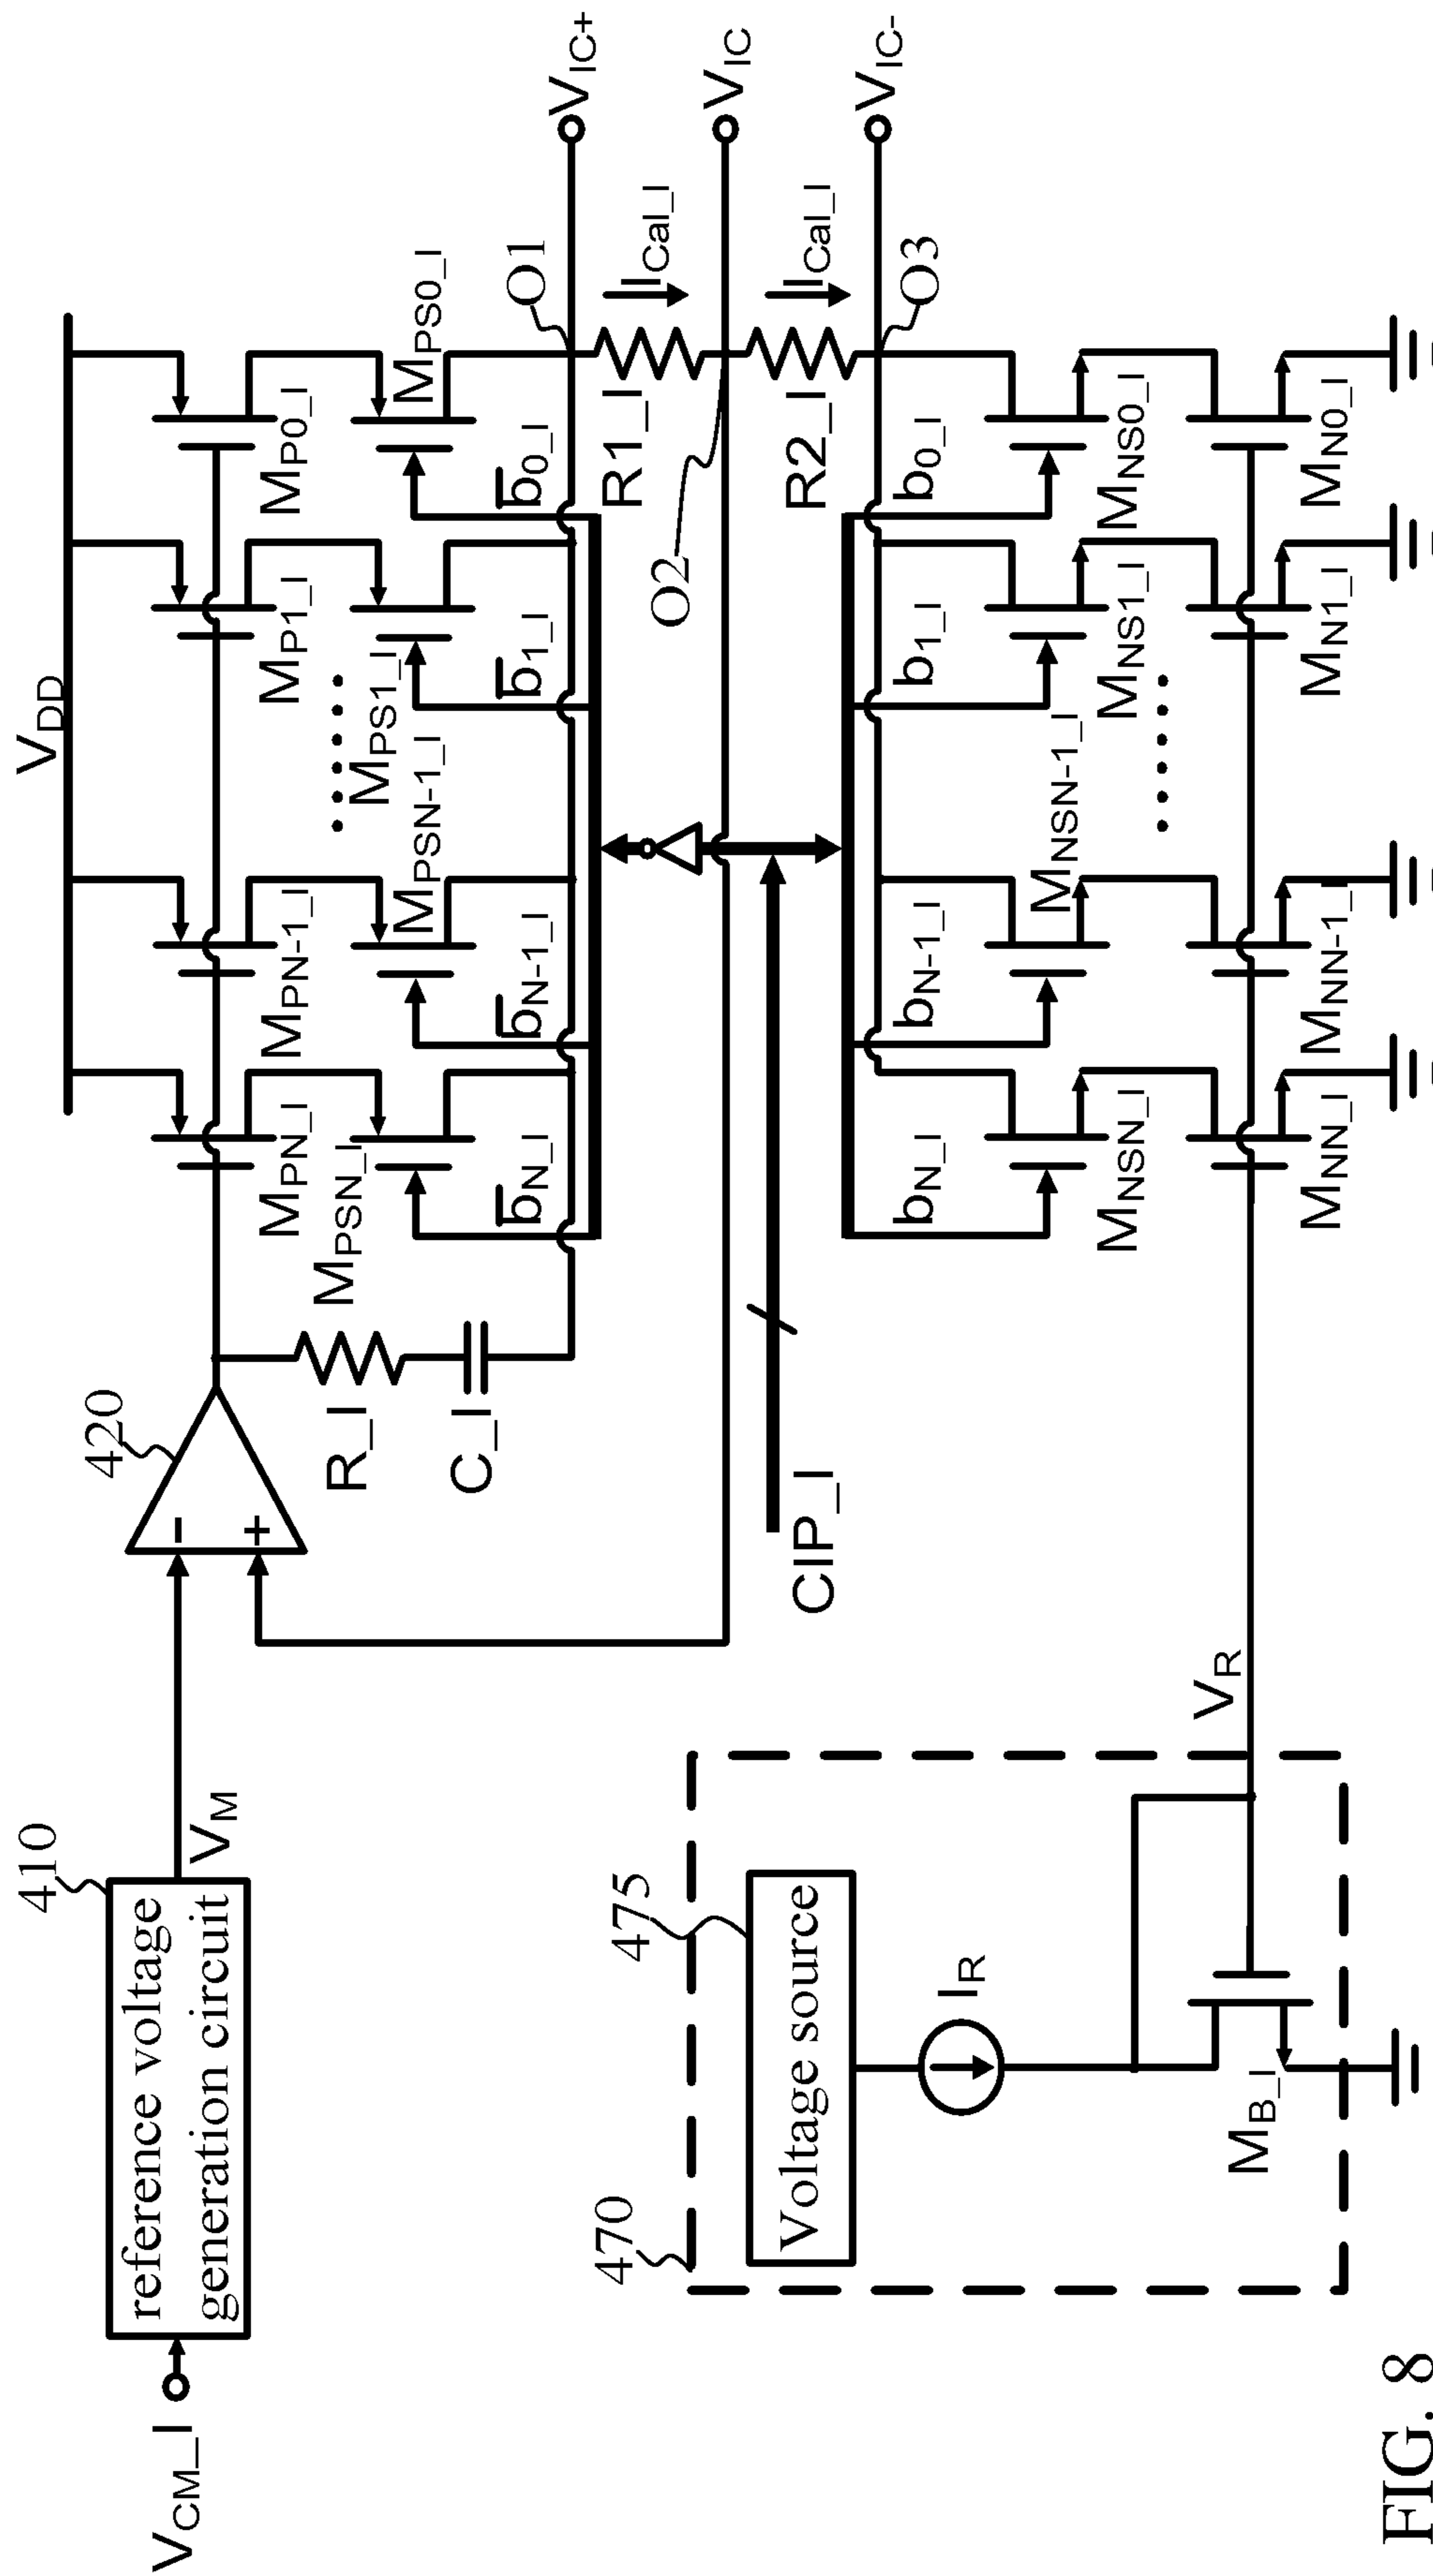 V_DD
V_CM_I
410
reference voltage
generation circuit
V_M
420
-
+
R_I
C_I
M_PN_I
M_PN-1_I
M_P1_I
M_P0_I
M_PSN_I
M_PSN-1_I
......
M_PS1_I
M_PS0_I
b̅_N_I
b̅_N-1_I
b̅_1_I
b̅_0_I
O1
V_IC+
R1_I
I_Cal_I
O2
V_IC
CIP_I
R2_I
I_Cal_I
O3
V_IC-
b_N_I
b_N-1_I
b_1_I
b_0_I
M_NSN_I
M_NSN-1_I
......
M_NS1_I
M_NS0_I
M_NN_I
M_NN-1_I
M_N1_I
M_N0_I
470
475
Voltage source
I_R
V_R
M_B_I
FIG. 8